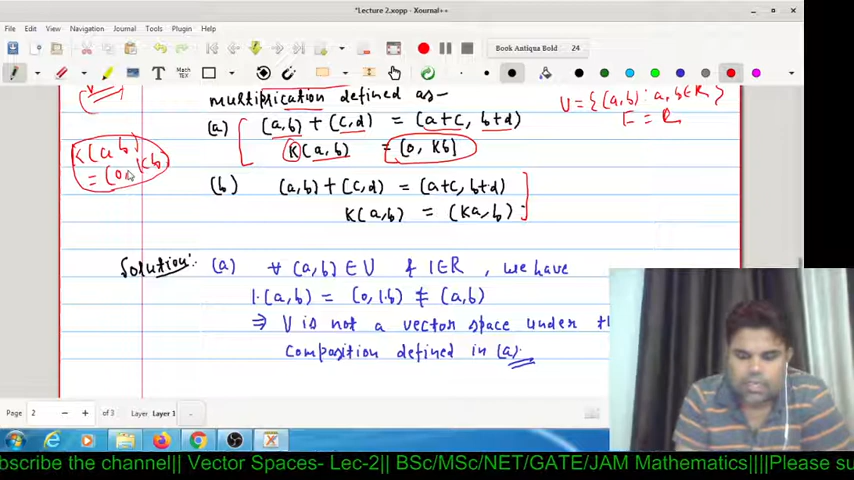 *Lecture 2.xopp - Xournal++
File Edit View Navigation Journal Tools Plugin Help
Book Antiqua Bold 24
multiplication defined as—
V = { (a,b) : a, b ∈ R }
F = R
(a) (a,b) + (c,d) = (a+c, b+d)
k(a,b) = (0, kb)
k(a b)
= (0, kb)
(b) (a,b) + (c,d) = (a+c, b+d)
k(a,b) = (ka,b)
Solution:- (a) ∀ (a,b) ∈ V & 1∈R , we have
1.(a,b) = (0, 1.b) ≠ (a,b)
⇒ V is not a vector space under
composition defined in (a).
Page 2 of 3 Layer Layer 1
bscribe the channel|| Vector Spaces- Lec-2|| BSc/MSc/NET/GATE/JAM Mathematics||||Please su